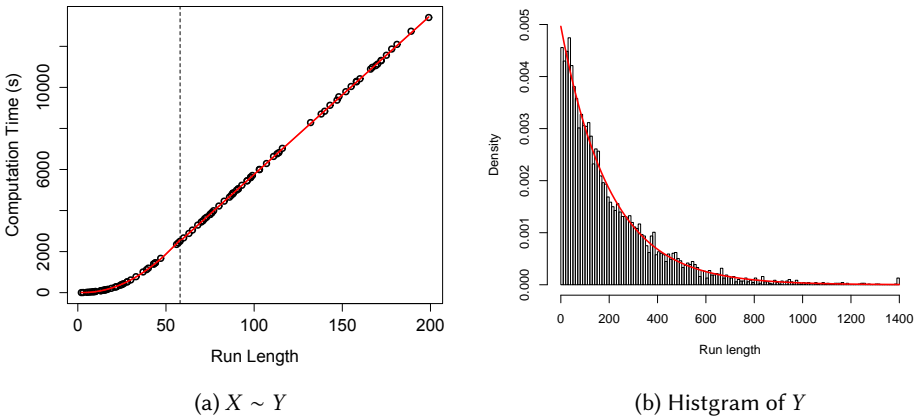 Computation Time (s)
0 2000 6000 10000
0 50 100 150 200
Run Length
(a) X ~ Y
Density
0.000 0.001 0.002 0.003 0.004 0.005
0 200 400 600 800 1000 1200 1400
Run length
(b) Histgram of Y